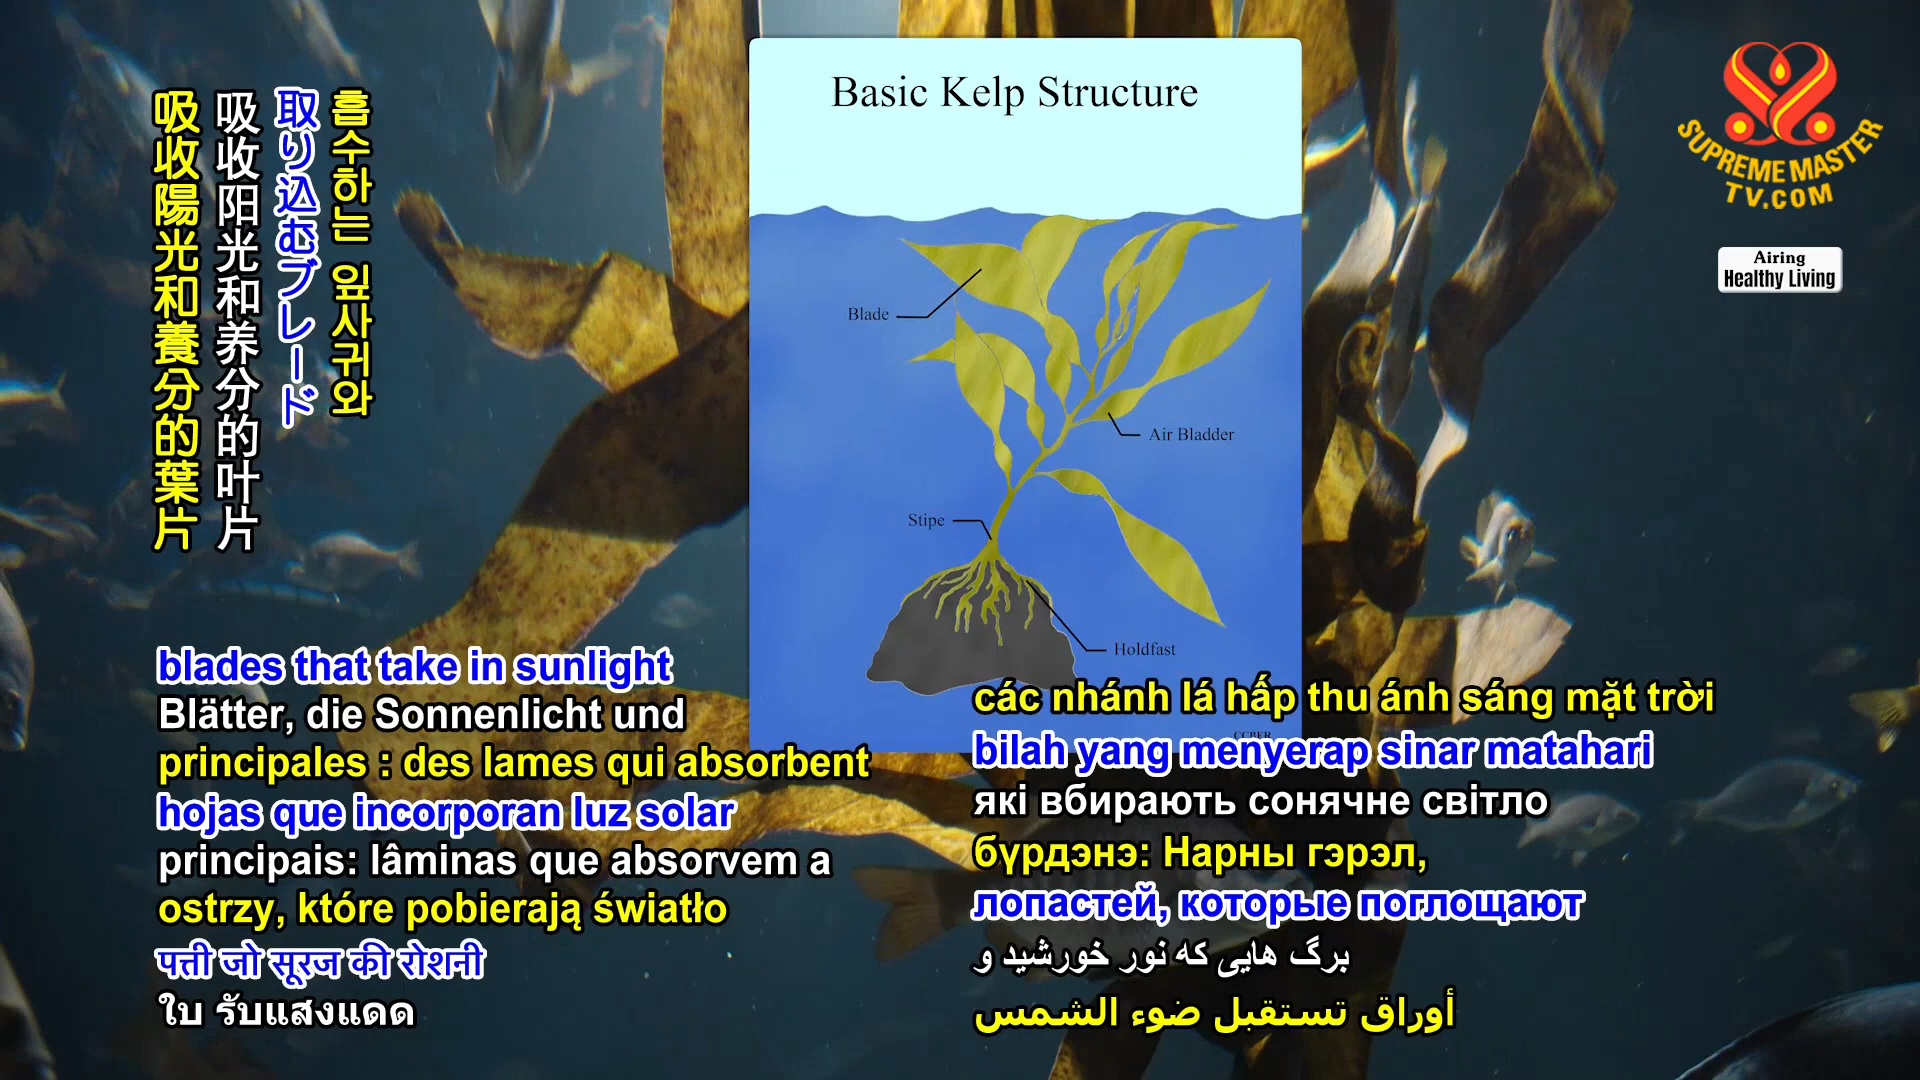 흡수하는 잎사귀와
取り込むブレード
吸收阳光和养分的叶片
吸收陽光和養分的葉片
Basic Kelp Structure
Blade
Air Bladder
Stipe
Holdfast
CCBER
SUPREME MASTER
TV.COM
Airing
Healthy Living
blades that take in sunlight
Blätter, die Sonnenlicht und
principales : des lames qui absorbent
hojas que incorporan luz solar
principais: lâminas que absorvem a
ostrzy, które pobierają światło
पत्ती जो सूरज की रोशनी
ใบ รับแสงแดด
các nhánh lá hấp thu ánh sáng mặt trời
bilah yang menyerap sinar matahari
які вбирають сонячне світло
бүрдэнэ: Нарны гэрэл,
лопастей, которые поглощают
برگ هایی که نور خورشید و
أوراق تستقبل ضوء الشمس